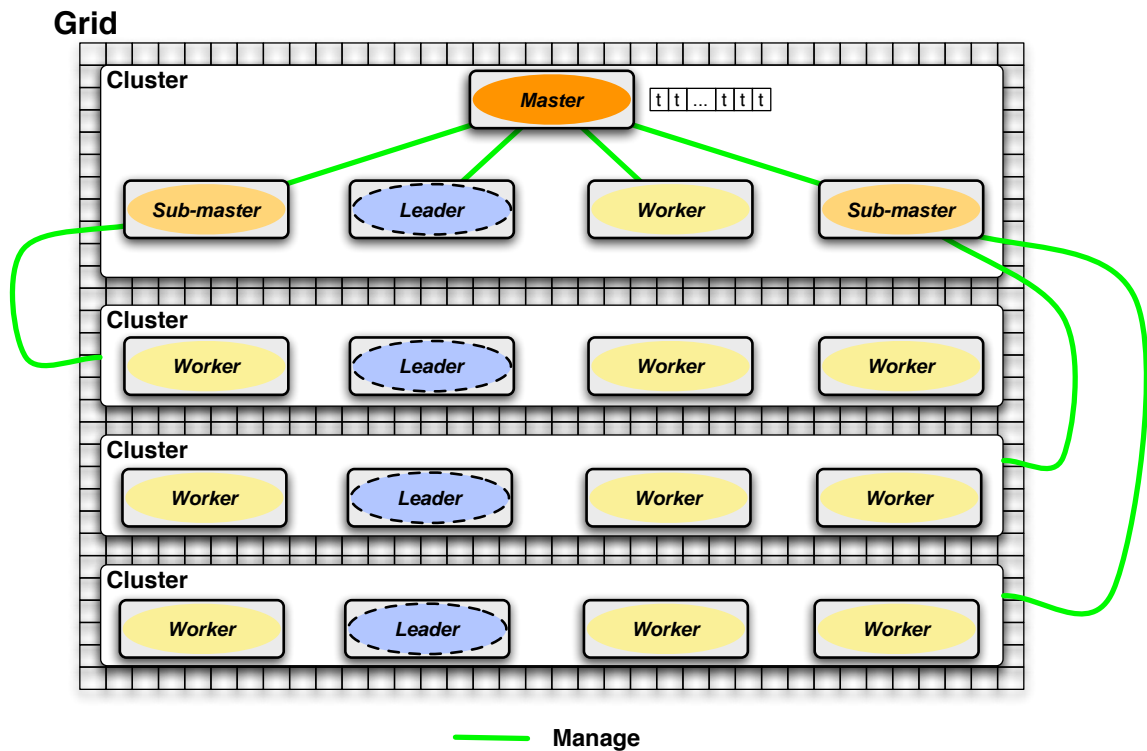 Grid
Cluster
Master
t t ... t t t
Sub-master Leader Worker Sub-master
Cluster
Worker Leader Worker Worker
Cluster
Worker Leader Worker Worker
Cluster
Worker Leader Worker Worker
Manage